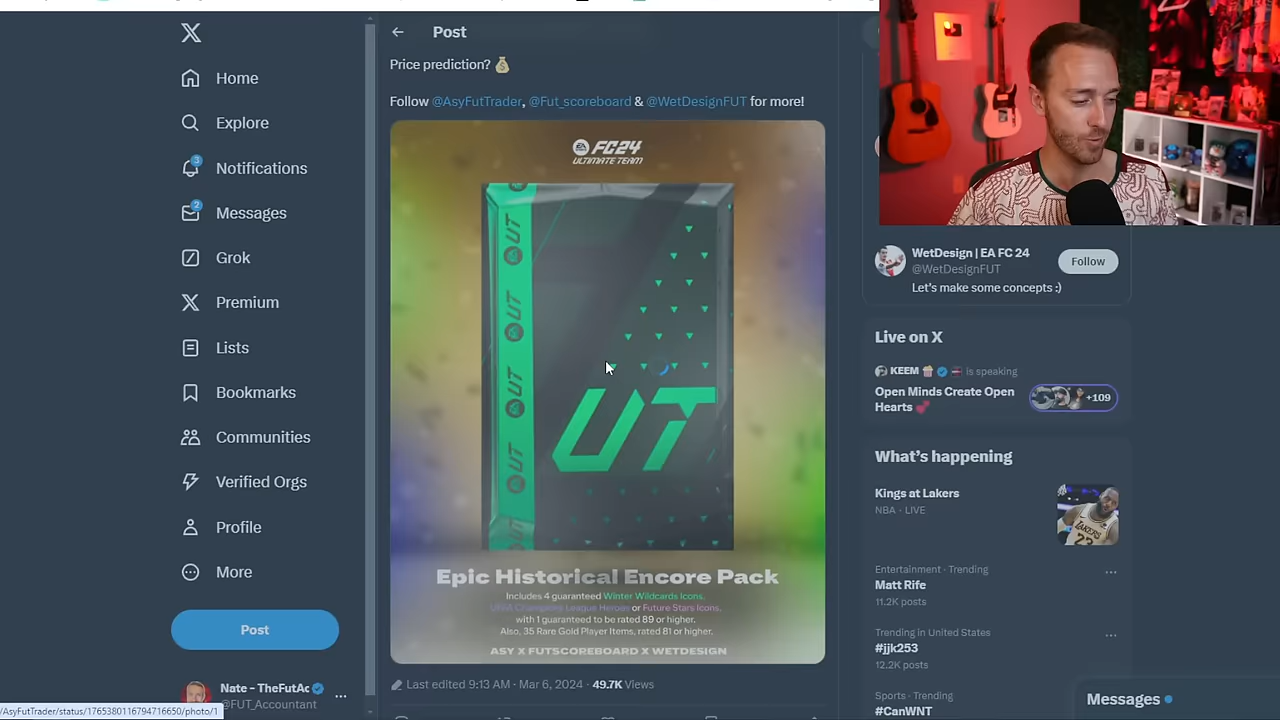 Post
Home
Explore
3
Notifications
2
Messages
Grok
Premium
Lists
Bookmarks
Communities
Verified Orgs
Profile
More
Post
Nate – TheFutAc
@FUT_Accountant
/AsyFutTrader/status/1765380116794716650/photo/1
Price prediction?
Follow @AsyFutTrader, @Fut_scoreboard & @WetDesignFUT for more!
FC24
ULTIMATE TEAM
UT
UT
UT
UT
UT
Epic Historical Encore Pack
Includes 4 guaranteed Winter Wildcards Icons,
UEFA Champions League Heroes or Future Stars Icons,
with 1 guaranteed to be rated 89 or higher.
Also, 35 Rare Gold Player Items, rated 81 or higher.
ASY X FUTSCOREBOARD X WETDESIGN
Last edited 9:13 AM · Mar 6, 2024 · 49.7K Views
WetDesign | EA FC 24
@WetDesignFUT
Follow
Let's make some concepts :)
Live on X
KEEM is speaking
Open Minds Create Open
Hearts
+109
What's happening
Kings at Lakers
NBA · LIVE
Entertainment · Trending
Matt Rife
11.2K posts
Trending in United States
#jjk253
12.2K posts
Sports · Trending
#CanWNT
Messages